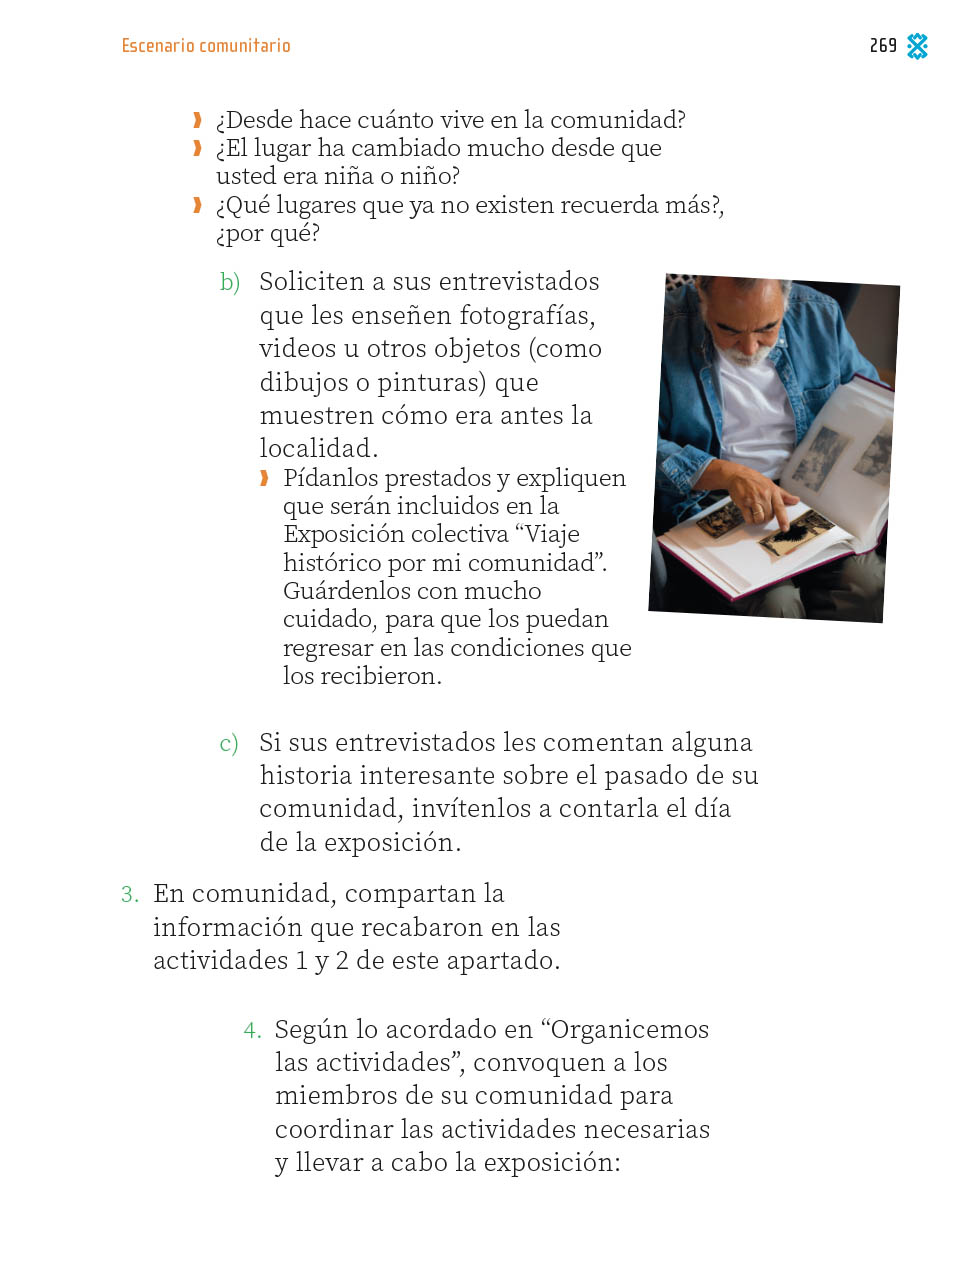 Escenario comunitario
269
¿Desde hace cuánto vive en la comunidad?
¿El lugar ha cambiado mucho desde que
usted era niña o niño?
¿Qué lugares que ya no existen recuerda más?,
¿por qué?
b) Soliciten a sus entrevistados
que les enseñen fotografías,
videos u otros objetos (como
dibujos o pinturas) que
muestren cómo era antes la
localidad.
Pídanlos prestados y expliquen
que serán incluidos en la
Exposición colectiva “Viaje
histórico por mi comunidad”.
Guárdenlos con mucho
cuidado, para que los puedan
regresar en las condiciones que
los recibieron.
c) Si sus entrevistados les comentan alguna
historia interesante sobre el pasado de su
comunidad, invítenlos a contarla el día
de la exposición.
3. En comunidad, compartan la
información que recabaron en las
actividades 1 y 2 de este apartado.
4. Según lo acordado en “Organicemos
las actividades”, convoquen a los
miembros de su comunidad para
coordinar las actividades necesarias
y llevar a cabo la exposición: